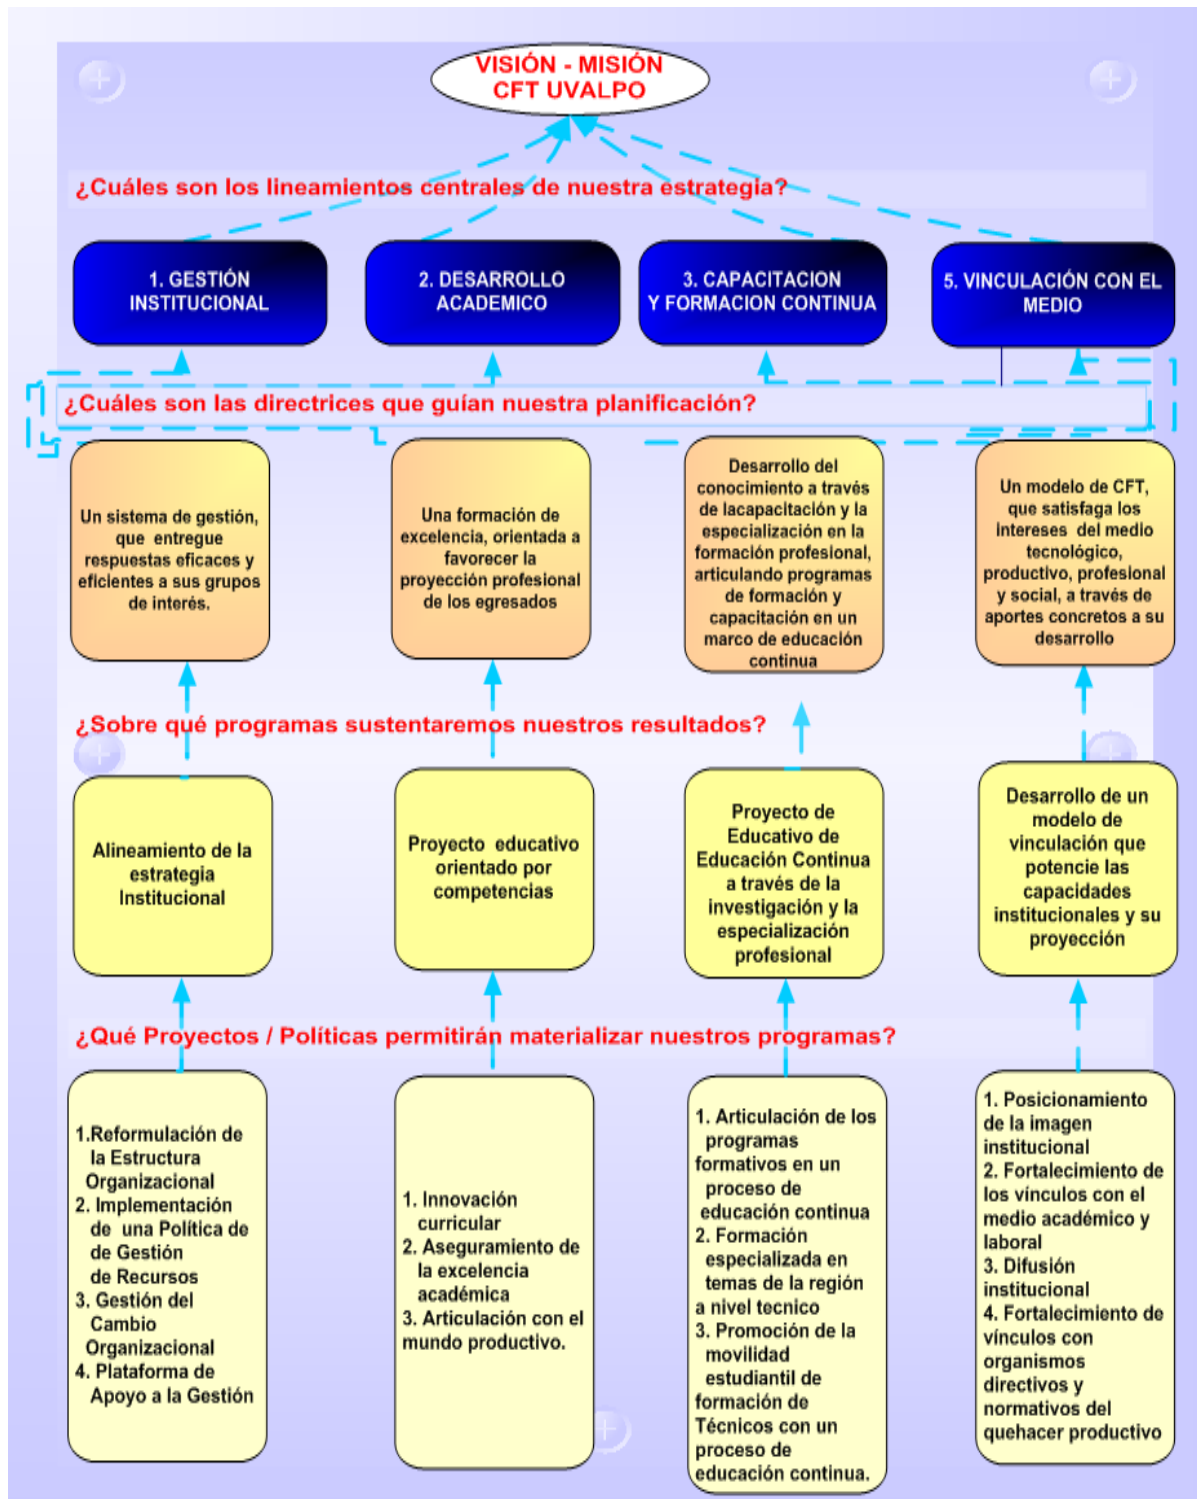 VISIÓN - MISIÓN
CFT UVALPO
¿Cuáles son los lineamientos centrales de nuestra estrategia?
1. GESTIÓN
INSTITUCIONAL
2. DESARROLLO
ACADEMICO
3. CAPACITACION
Y FORMACION CONTINUA
5. VINCULACIÓN CON EL
MEDIO
¿Cuáles son las directrices que guían nuestra planificación?
Un sistema de gestión,
que entregue
respuestas eficaces y
eficientes a sus grupos
de interés.
Una formación de
excelencia, orientada a
favorecer la
proyección profesional
de los egresados
Desarrollo del
conocimiento a través
de lacapacitación y la
especialización en la
formación profesional,
articulando programas
de formación y
capacitación en un
marco de educación
continua
Un modelo de CFT,
que satisfaga los
intereses del medio
tecnológico,
productivo, profesional
y social, a través de
aportes concretos a su
desarrollo
¿Sobre qué programas sustentaremos nuestros resultados?
Alineamiento de la
estrategia
Institucional
Proyecto educativo
orientado por
competencias
Proyecto de
Educativo de
Educación Continua
a través de la
investigación y la
especialización
profesional
Desarrollo de un
modelo de
vinculación que
potencie las
capacidades
institucionales y su
proyección
¿Qué Proyectos / Políticas permitirán materializar nuestros programas?
1.Reformulación de
la Estructura
Organizacional
2. Implementación
de una Política de
de Gestión
de Recursos
3. Gestión del
Cambio
Organizacional
4. Plataforma de
Apoyo a la Gestión
1. Innovación
curricular
2. Aseguramiento de
la excelencia
académica
3. Articulación con el
mundo productivo.
1. Articulación de los
programas
formativos en un
proceso de
educación continua
2. Formación
especializada en
temas de la región
a nivel tecnico
3. Promoción de la
movilidad
estudiantil de
formación de
Técnicos con un
proceso de
educación continua.
1. Posicionamiento
de la imagen
institucional
2. Fortalecimiento de
los vínculos con el
medio académico y
laboral
3. Difusión
institucional
4. Fortalecimiento de
vínculos con
organismos
directivos y
normativos del
quehacer productivo